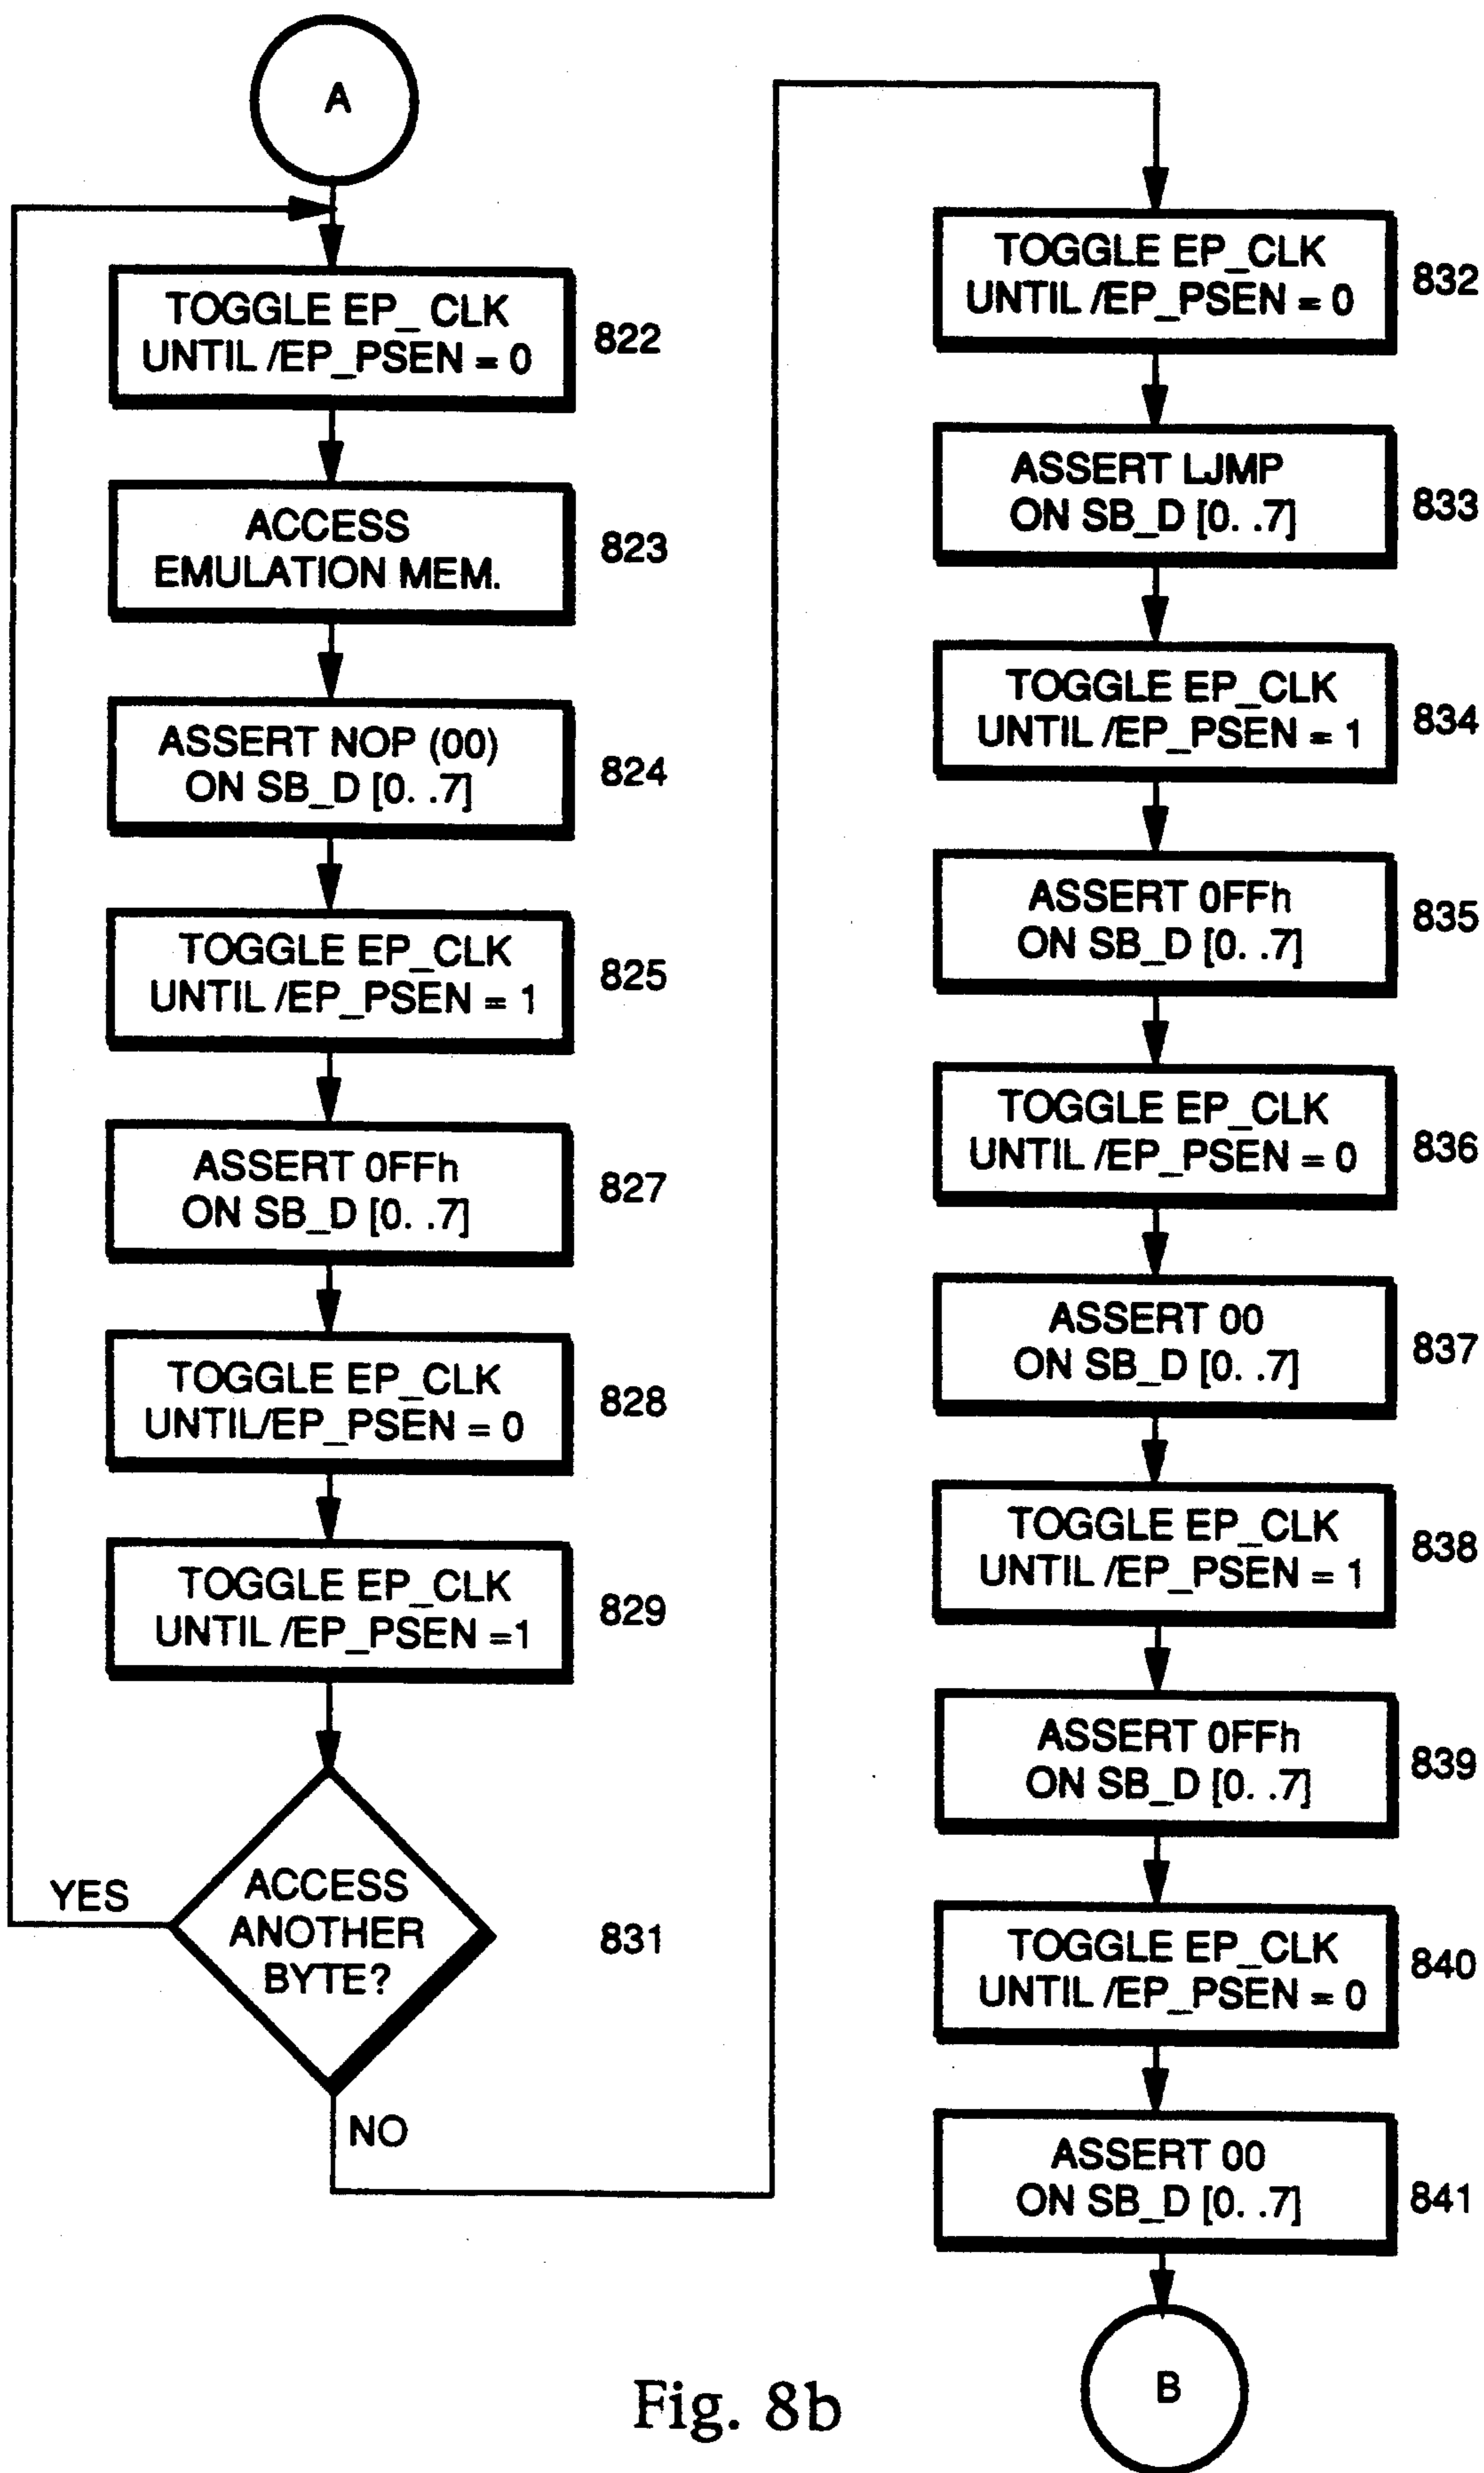 A
TOGGLE EP_ CLK
UNTIL /EP_PSEN = 0
822
ACCESS
EMULATION MEM.
823
ASSERT NOP (00)
ON SB_D [0. .7]
824
TOGGLE EP_CLK
UNTIL /EP_PSEN = 1
825
ASSERT 0FFh
ON SB_D [0. .7]
827
TOGGLE EP_CLK
UNTIL/EP_PSEN = 0
828
TOGGLE EP_CLK
UNTIL /EP_PSEN =1
829
ACCESS
ANOTHER
BYTE?
831
YES
NO
TOGGLE EP_CLK
UNTIL /EP_PSEN = 0
832
ASSERT LJMP
ON SB_D [0. .7]
833
TOGGLE EP_CLK
UNTIL /EP_PSEN = 1
834
ASSERT 0FFh
ON SB_D [0. .7]
835
TOGGLE EP_CLK
UNTIL /EP_PSEN = 0
836
ASSERT 00
ON SB_D [0. .7]
837
TOGGLE EP_CLK
UNTIL /EP_PSEN = 1
838
ASSERT 0FFh
ON SB_D [0. .7]
839
TOGGLE EP_CLK
UNTIL /EP_PSEN = 0
840
ASSERT 00
ON SB_D [0. .7]
841
B
Fig. 8b